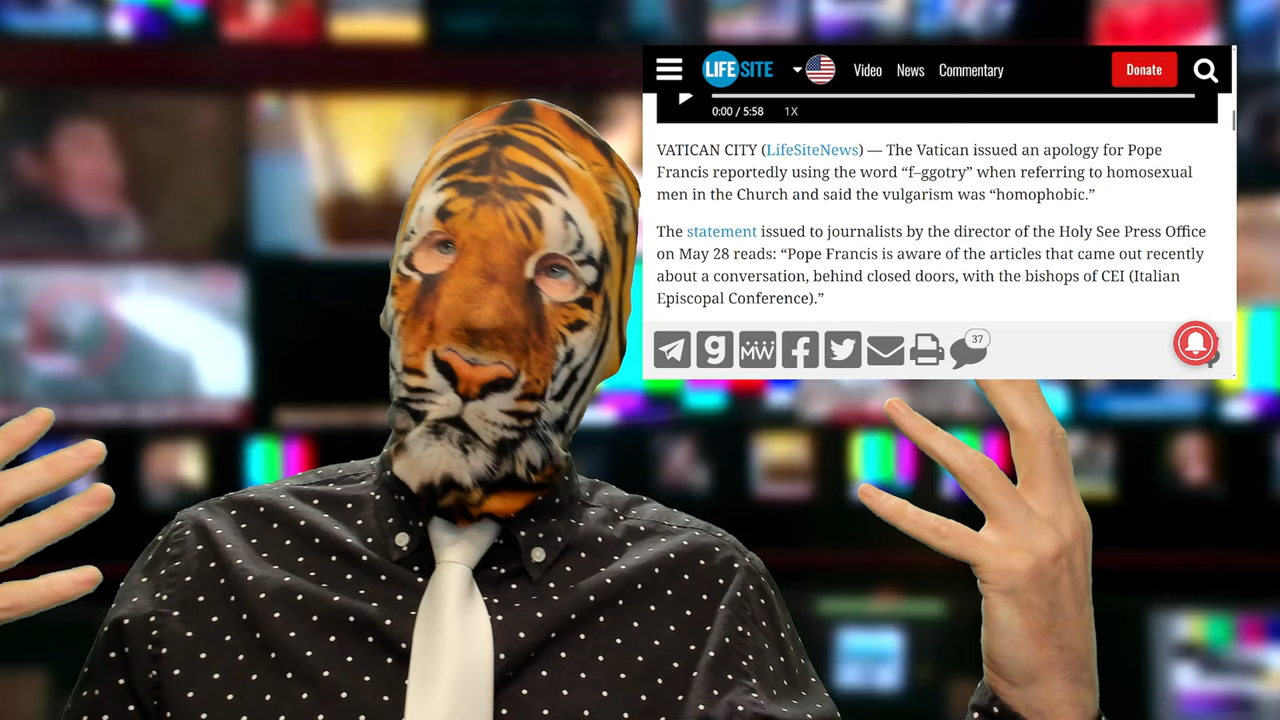 LIFE SITE
Video News Commentary
Donate
0:00 / 5:58 1X
VATICAN CITY (LifeSiteNews) — The Vatican issued an apology for Pope
Francis reportedly using the word “f–ggotry” when referring to homosexual
men in the Church and said the vulgarism was “homophobic.”
The statement issued to journalists by the director of the Holy See Press Office
on May 28 reads: “Pope Francis is aware of the articles that came out recently
about a conversation, behind closed doors, with the bishops of CEI (Italian
Episcopal Conference).”
MW
37